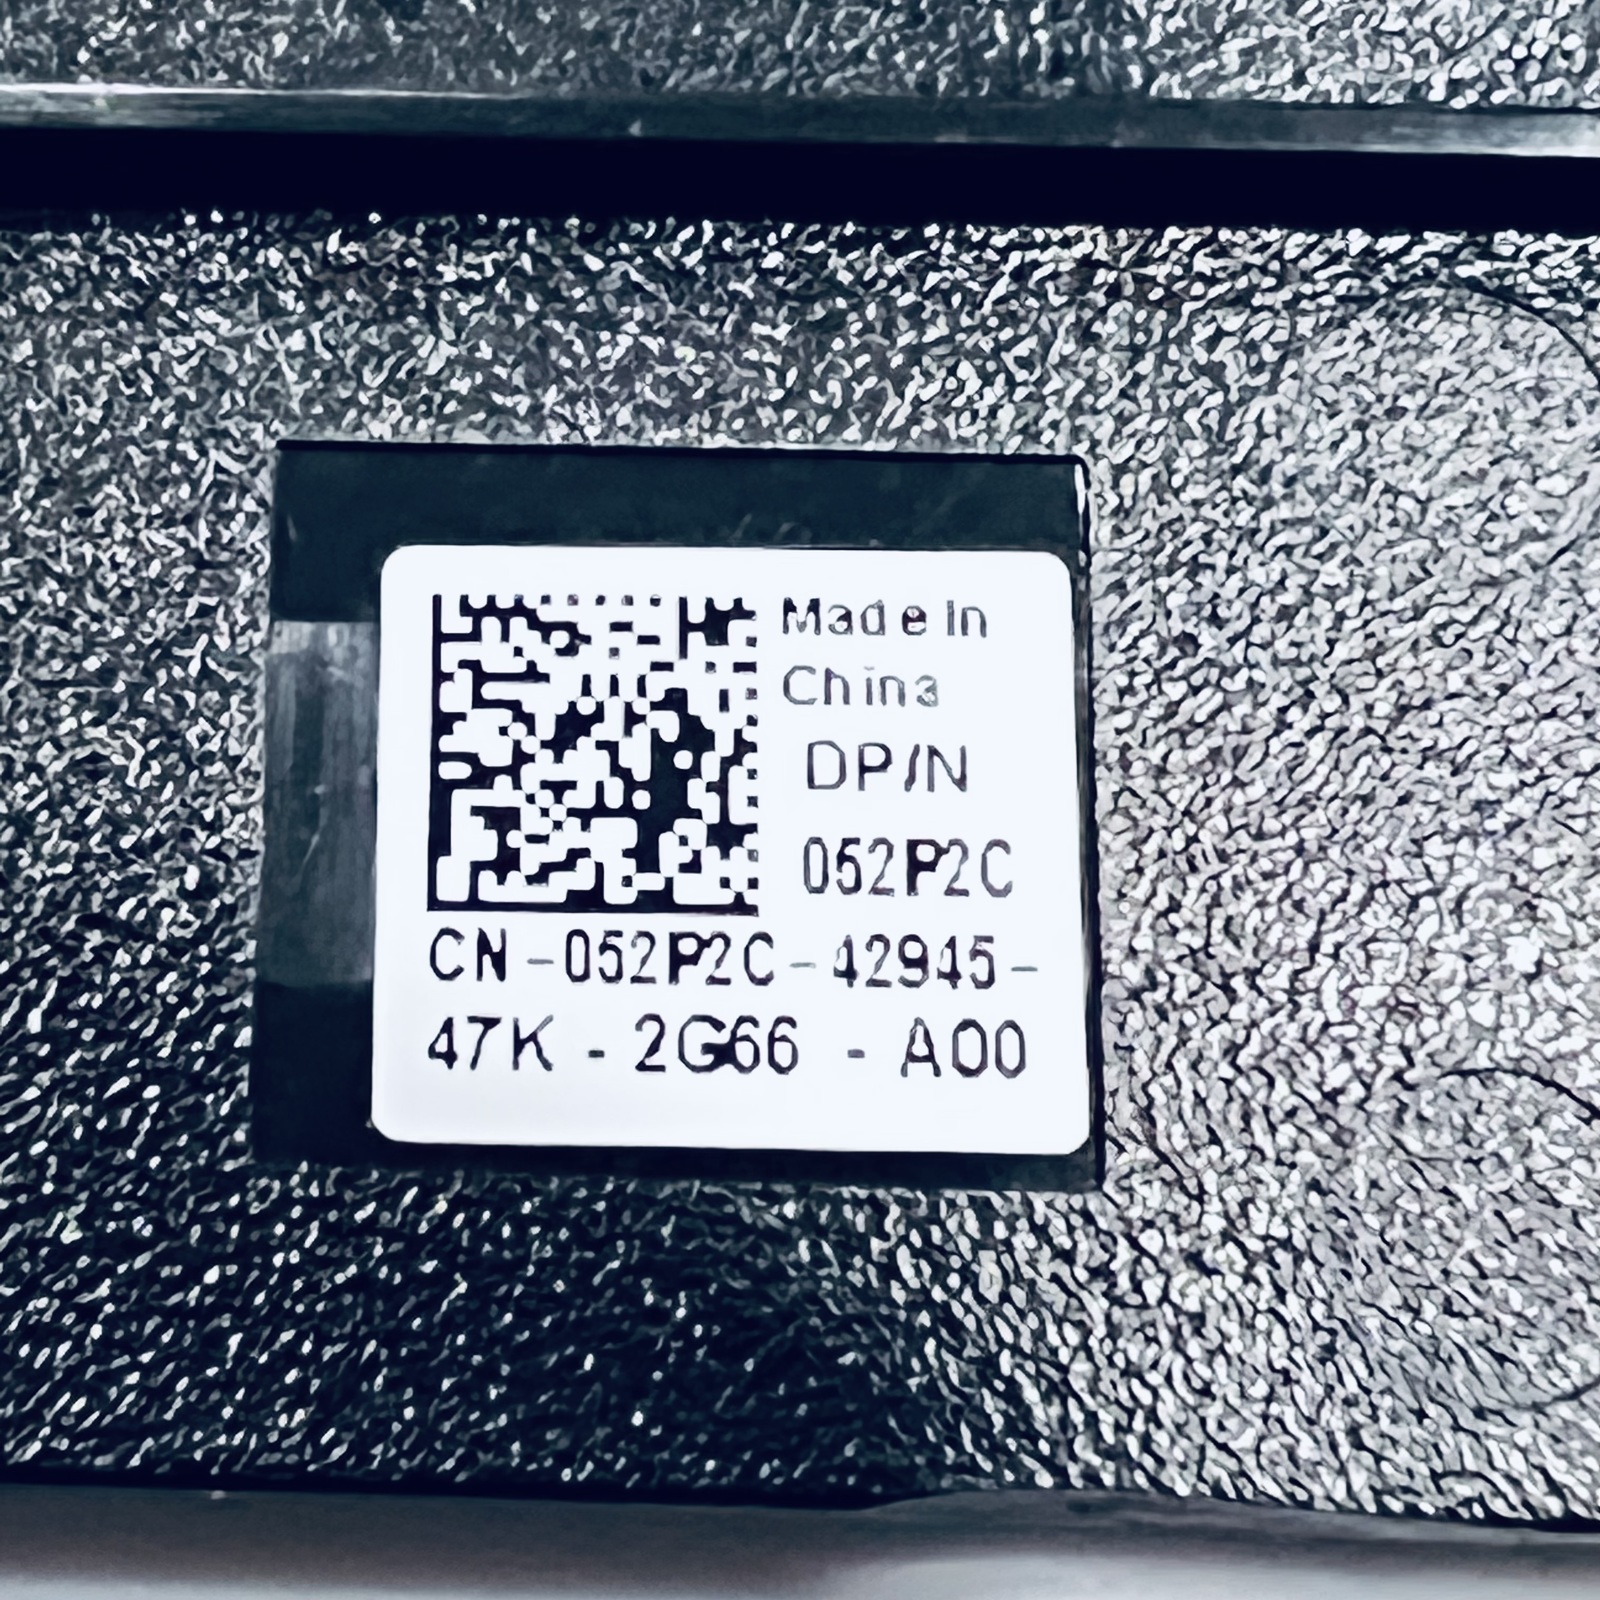 Made In
China
DP/N
052P2C
CN-052P2C-42945-
47K - 2G66 - A00